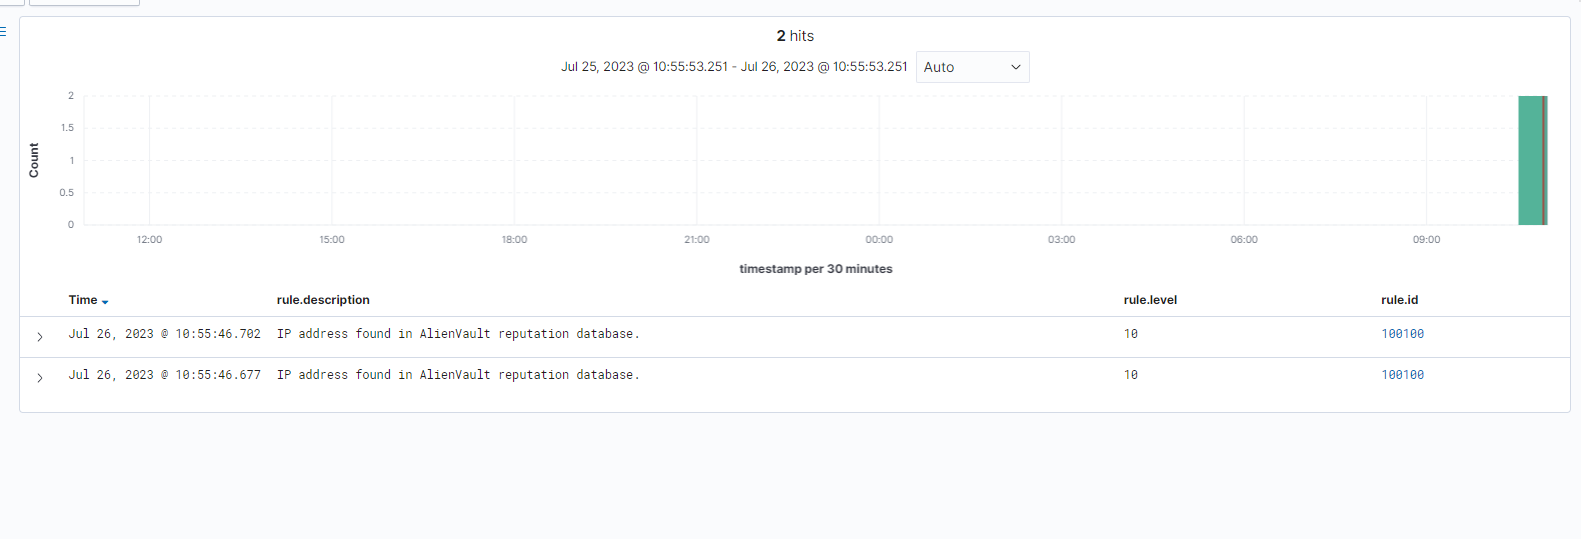 2 hits
Jul 25, 2023 @ 10:55:53.251 - Jul 26, 2023 @ 10:55:53.251 Auto
2
1.5
1
0.5
0
Count
12:00 15:00 18:00 21:00 00:00 03:00 06:00 09:00
timestamp per 30 minutes
Time rule.description rule.level rule.id
Jul 26, 2023 @ 10:55:46.702 IP address found in AlienVault reputation database. 10 100100
Jul 26, 2023 @ 10:55:46.677 IP address found in AlienVault reputation database. 10 100100